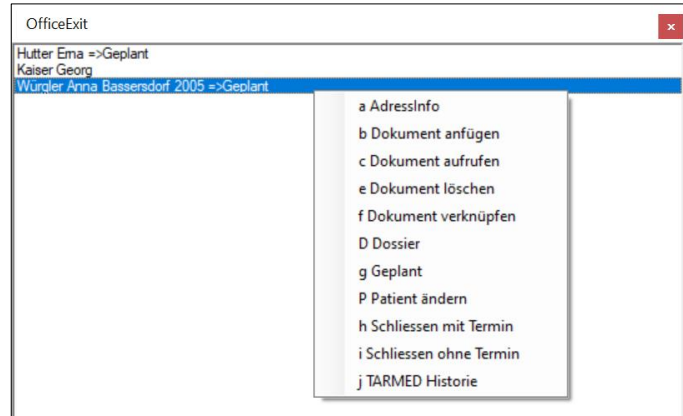 OfficeExit
Hutter Erna =>Geplant
Kaiser Georg
Würgler Anna Bassersdorf 2005 =>Geplant
a AdressInfo
b Dokument anfügen
c Dokument aufrufen
e Dokument löschen
f Dokument verknüpfen
D Dossier
g Geplant
P Patient ändern
h Schliessen mit Termin
i Schliessen ohne Termin
j TARMED Historie